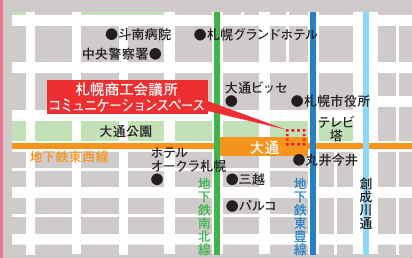 斗南病院
札幌グランドホテル
中央警察署
札幌商工会議所
コミュニケーションスペース
大通ビッセ
札幌市役所
大通公園
テレビ
塔
大通
地下鉄東西線
ホテル
オークラ札幌
丸井今井
三越
パルコ
地下鉄南北線
地下鉄東豊線
創成川通